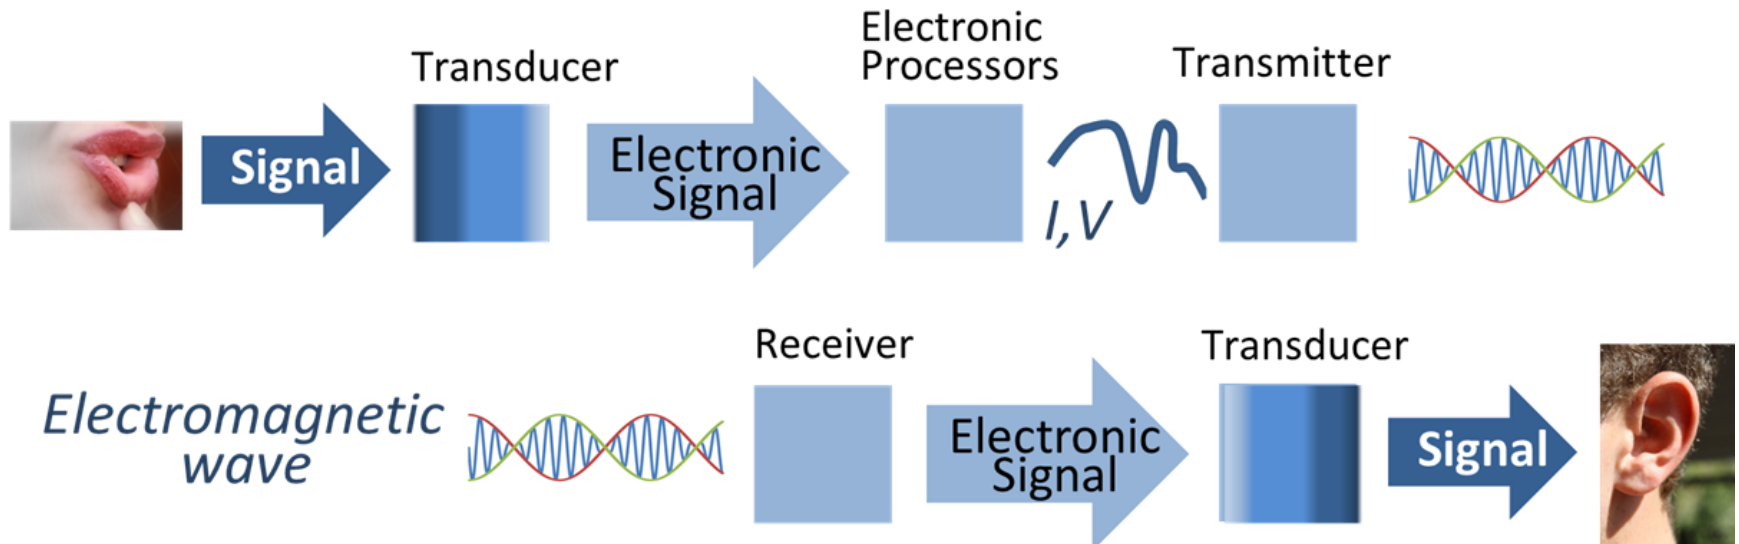 Electronic
Processors
Transducer
Transmitter
Signal
Electronic
Signal
I, V
Receiver
Transducer
Electromagnetic
wave
Electronic
Signal
Signal